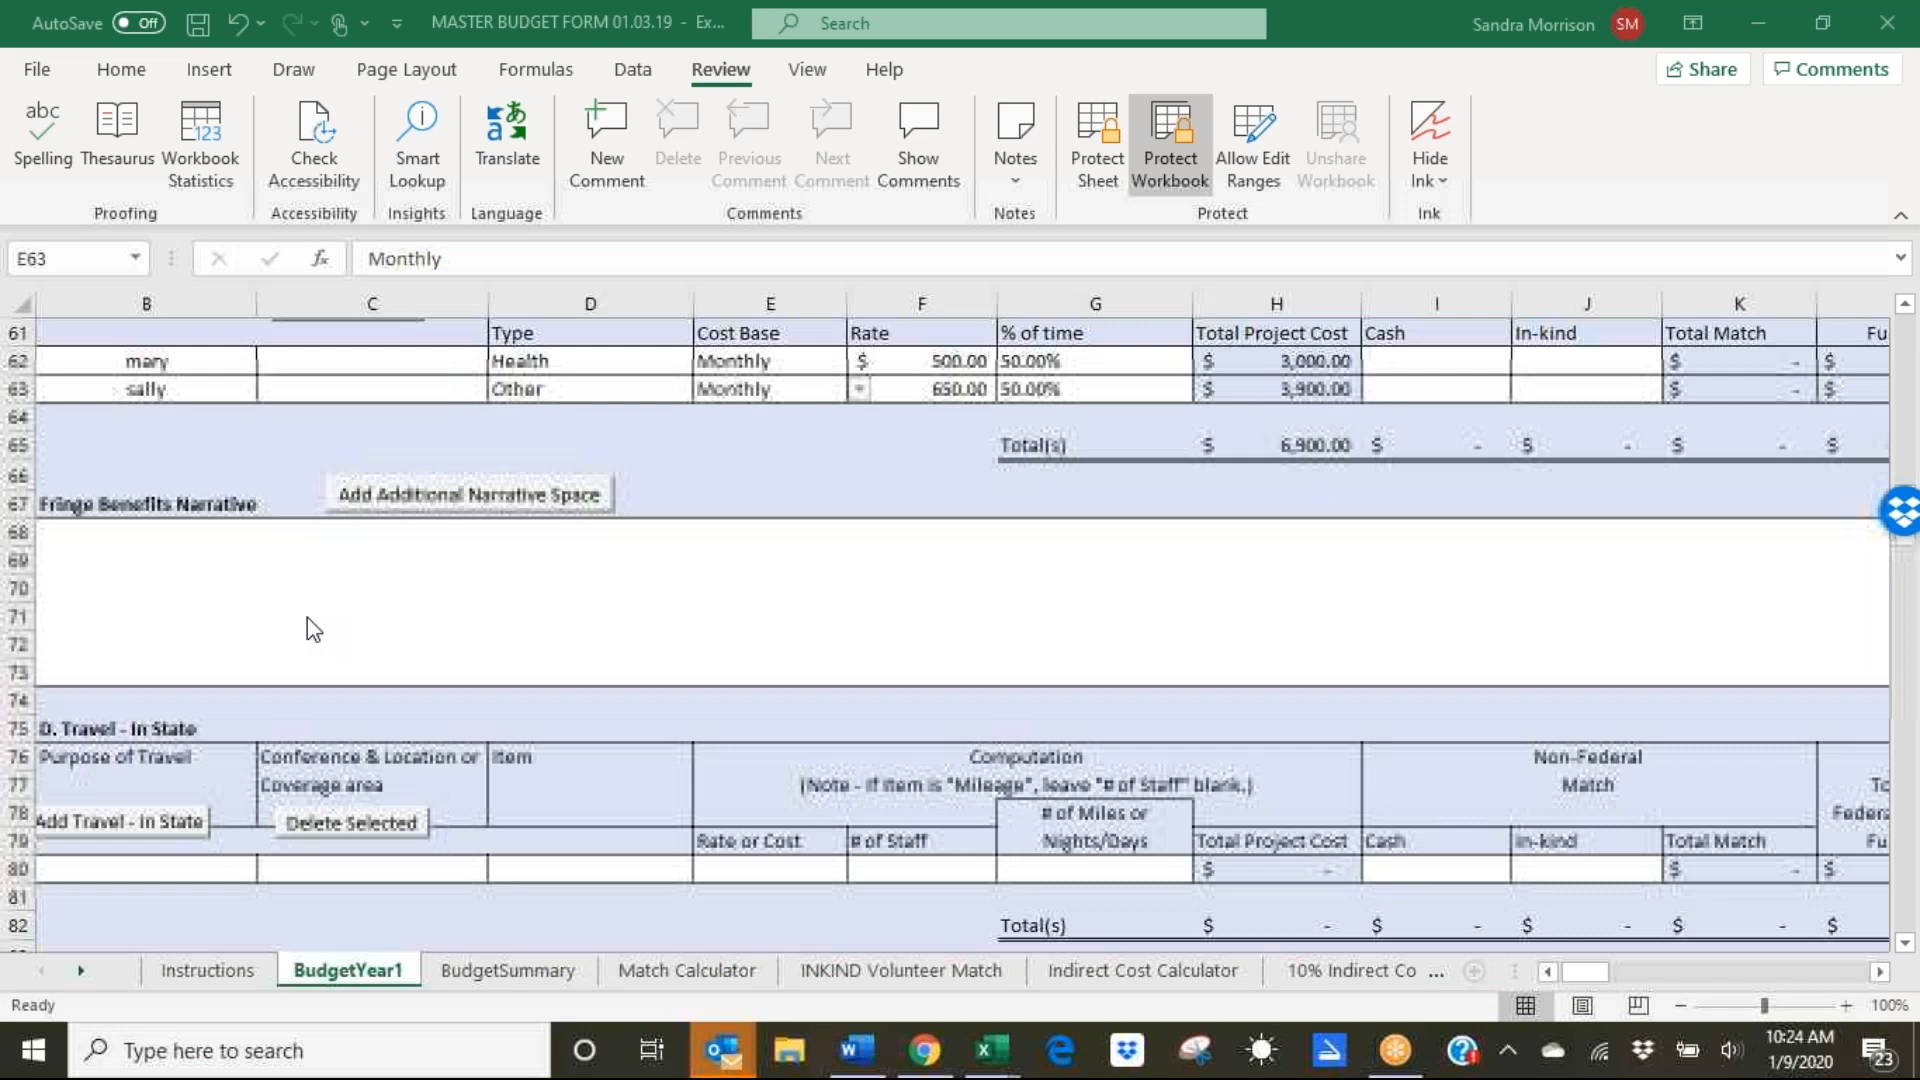 AutoSave Off MASTER BUDGET FORM 01.03.19 - Ex... Search Sandra Morrison SM
File Home Insert Draw Page Layout Formulas Data Review View Help Share Comments
abc
123
Spelling Thesaurus Workbook Statistics Check Accessibility Smart Lookup Translate New Comment Delete Previous Comment Next Comment Show Comments Notes Protect Sheet Protect Workbook Allow Edit Ranges Unshare Workbook Hide Ink
Proofing Accessibility Insights Language Comments Notes Protect Ink
E63 fx Monthly
B C D E F G H I J K
61 Type Cost Base Rate % of time Total Project Cost Cash In-kind Total Match Fu
62 mary Health Monthly $ 500.00 50.00% $ 3,000.00 $ - $
63 sally Other Monthly 650.00 50.00% $ 3,900.00 $ - $
64
65 Total(s) $ 6,900.00 $ - $ - $ - $
66 Add Additional Narrative Space
67 Fringe Benefits Narrative
68
69
70
71
72
73
74
75 D. Travel - In State
76 Purpose of Travel Conference & Location or Item Computation Non-Federal
77 Coverage area (Note - If Item is "Mileage", leave "# of Staff" blank.) Match To
78 Add Travel - In State Delete Selected # of Miles or Federa
79 Rate or Cost # of Staff Nights/Days Total Project Cost Cash In-kind Total Match Fu
80 $ - $ - $
81
82 Total(s) $ - $ - $ - $ - $
Instructions BudgetYear1 BudgetSummary Match Calculator INKIND Volunteer Match Indirect Cost Calculator 10% Indirect Co ...
Ready 100%
Type here to search 10:24 AM
1/9/2020 23